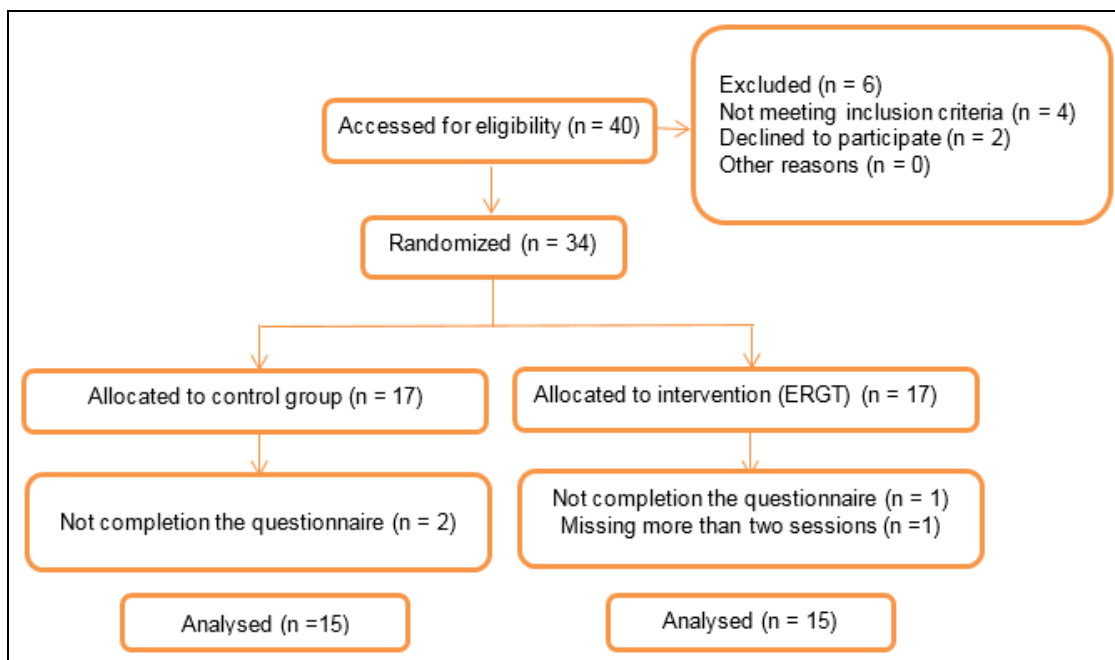 Accessed for eligibility (n = 40)
Excluded (n = 6)
Not meeting inclusion criteria (n = 4)
Declined to participate (n = 2)
Other reasons (n = 0)
Randomized (n = 34)
Allocated to control group (n = 17)
Allocated to intervention (ERGT) (n = 17)
Not completion the questionnaire (n = 2)
Not completion the questionnaire (n = 1)
Missing more than two sessions (n =1)
Analysed (n =15)
Analysed (n = 15)